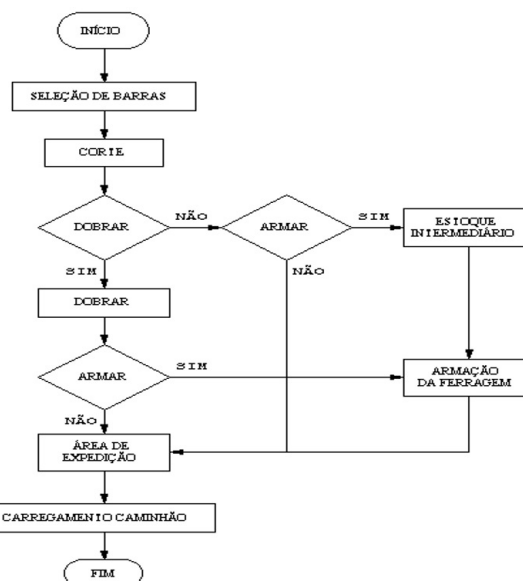 INÍCIO
SELEÇÃO DE BARRAS
CORTE
DOBRAR
NÃO
ARMAR
SIM
ESTOQUE
INTERMEDIÁRIO
SIM
NÃO
DOBRAR
ARMAR
SIM
ARMAÇÃO
DA FERRAGEM
NÃO
ÁREA DE
EXPEDIÇÃO
CARREGAMENTO CAMINHÃO
FIM